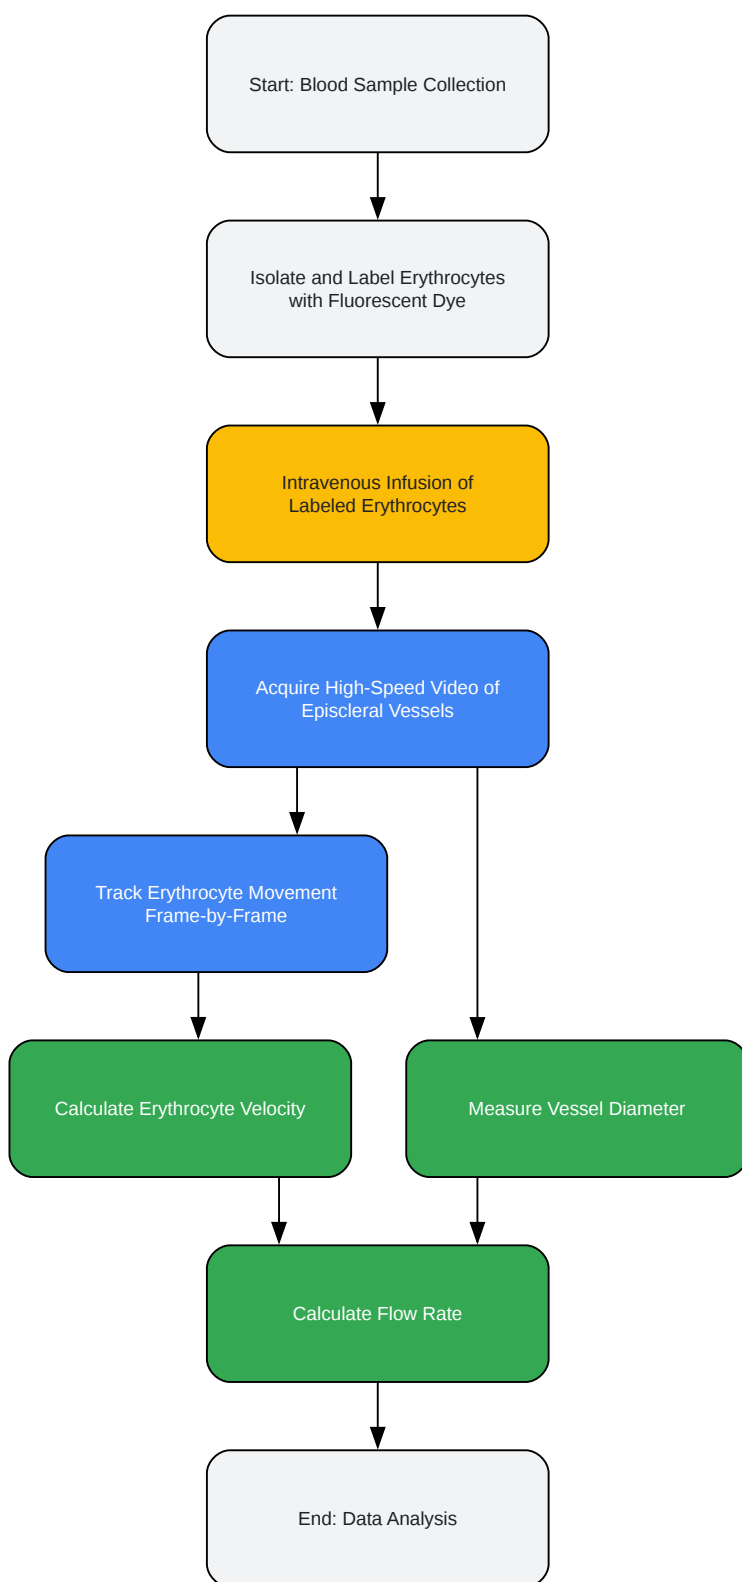 Start: Blood Sample Collection
Isolate and Label Erythrocytes
with Fluorescent Dye
Intravenous Infusion of
Labeled Erythrocytes
Acquire High-Speed Video of
Episcleral Vessels
Track Erythrocyte Movement
Frame-by-Frame
Calculate Erythrocyte Velocity
Measure Vessel Diameter
Calculate Flow Rate
End: Data Analysis